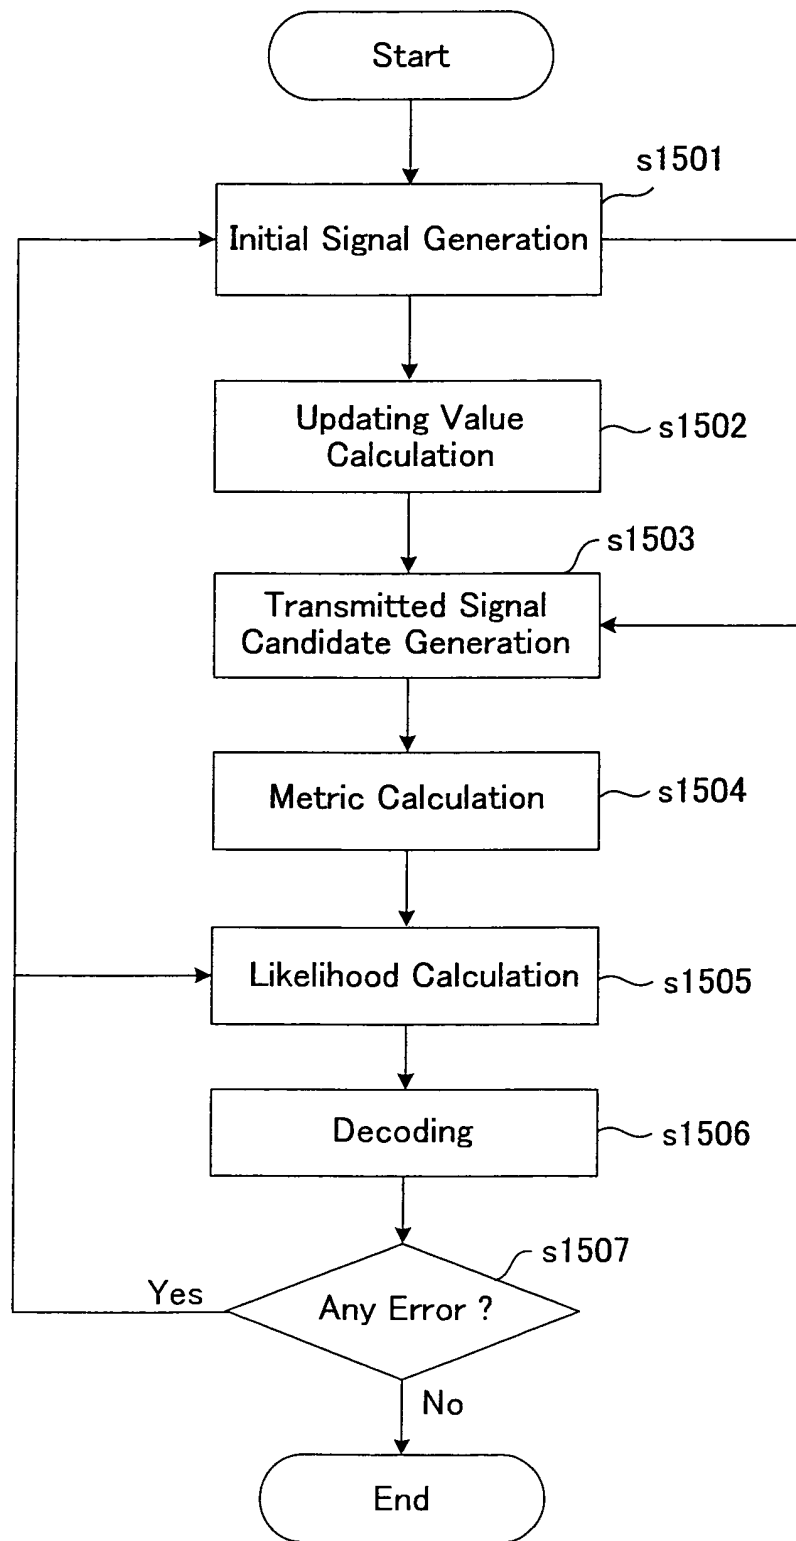 Start
s1501
Initial Signal Generation
Updating Value
Calculation
s1502
s1503
Transmitted Signal
Candidate Generation
Metric Calculation
s1504
Likelihood Calculation
s1505
Decoding
s1506
s1507
Yes
Any Error ?
No
End